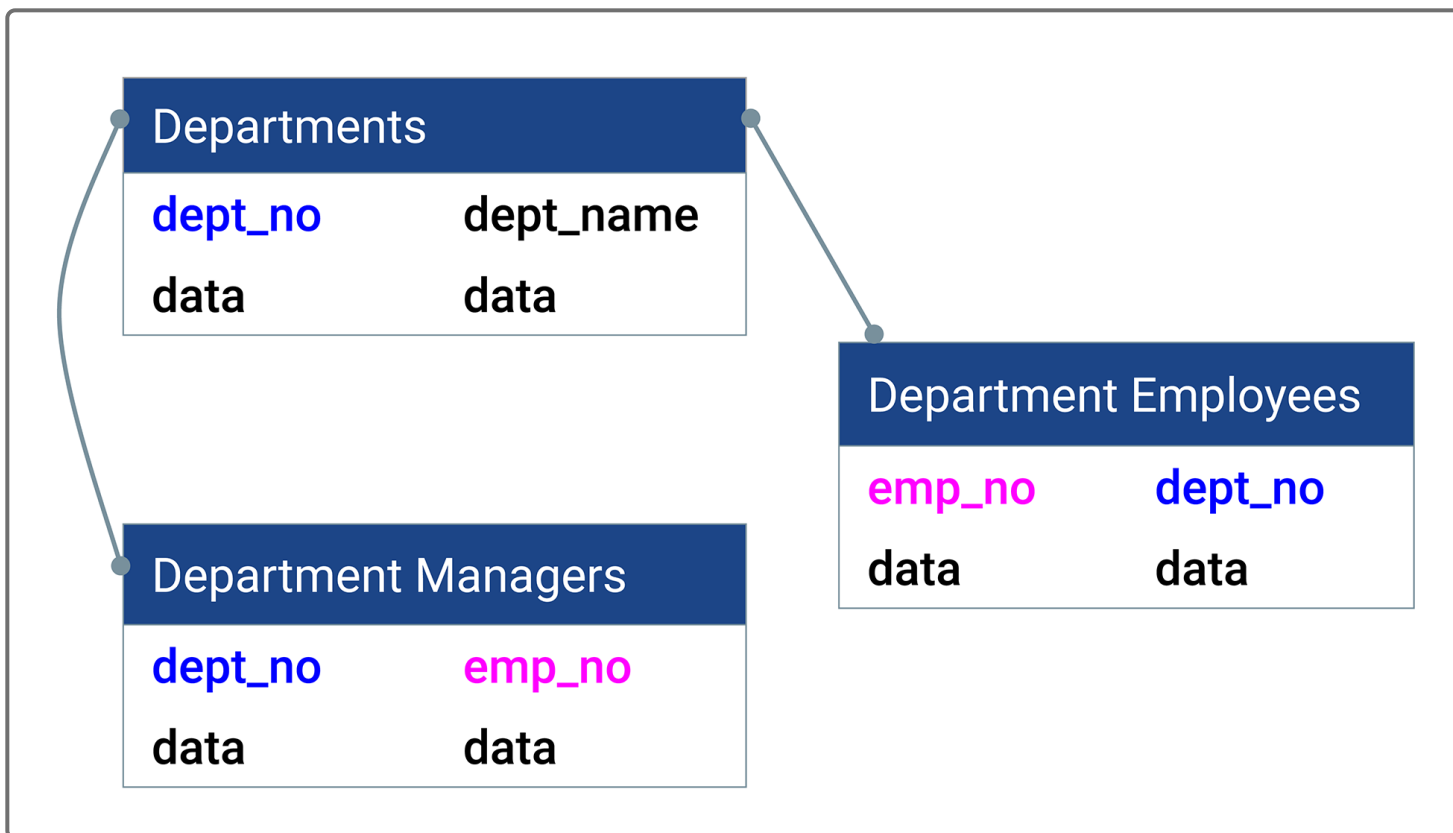 Departments
dept_no dept_name
data data
Department Employees
emp_no dept_no
data data
Department Managers
dept_no emp_no
data data